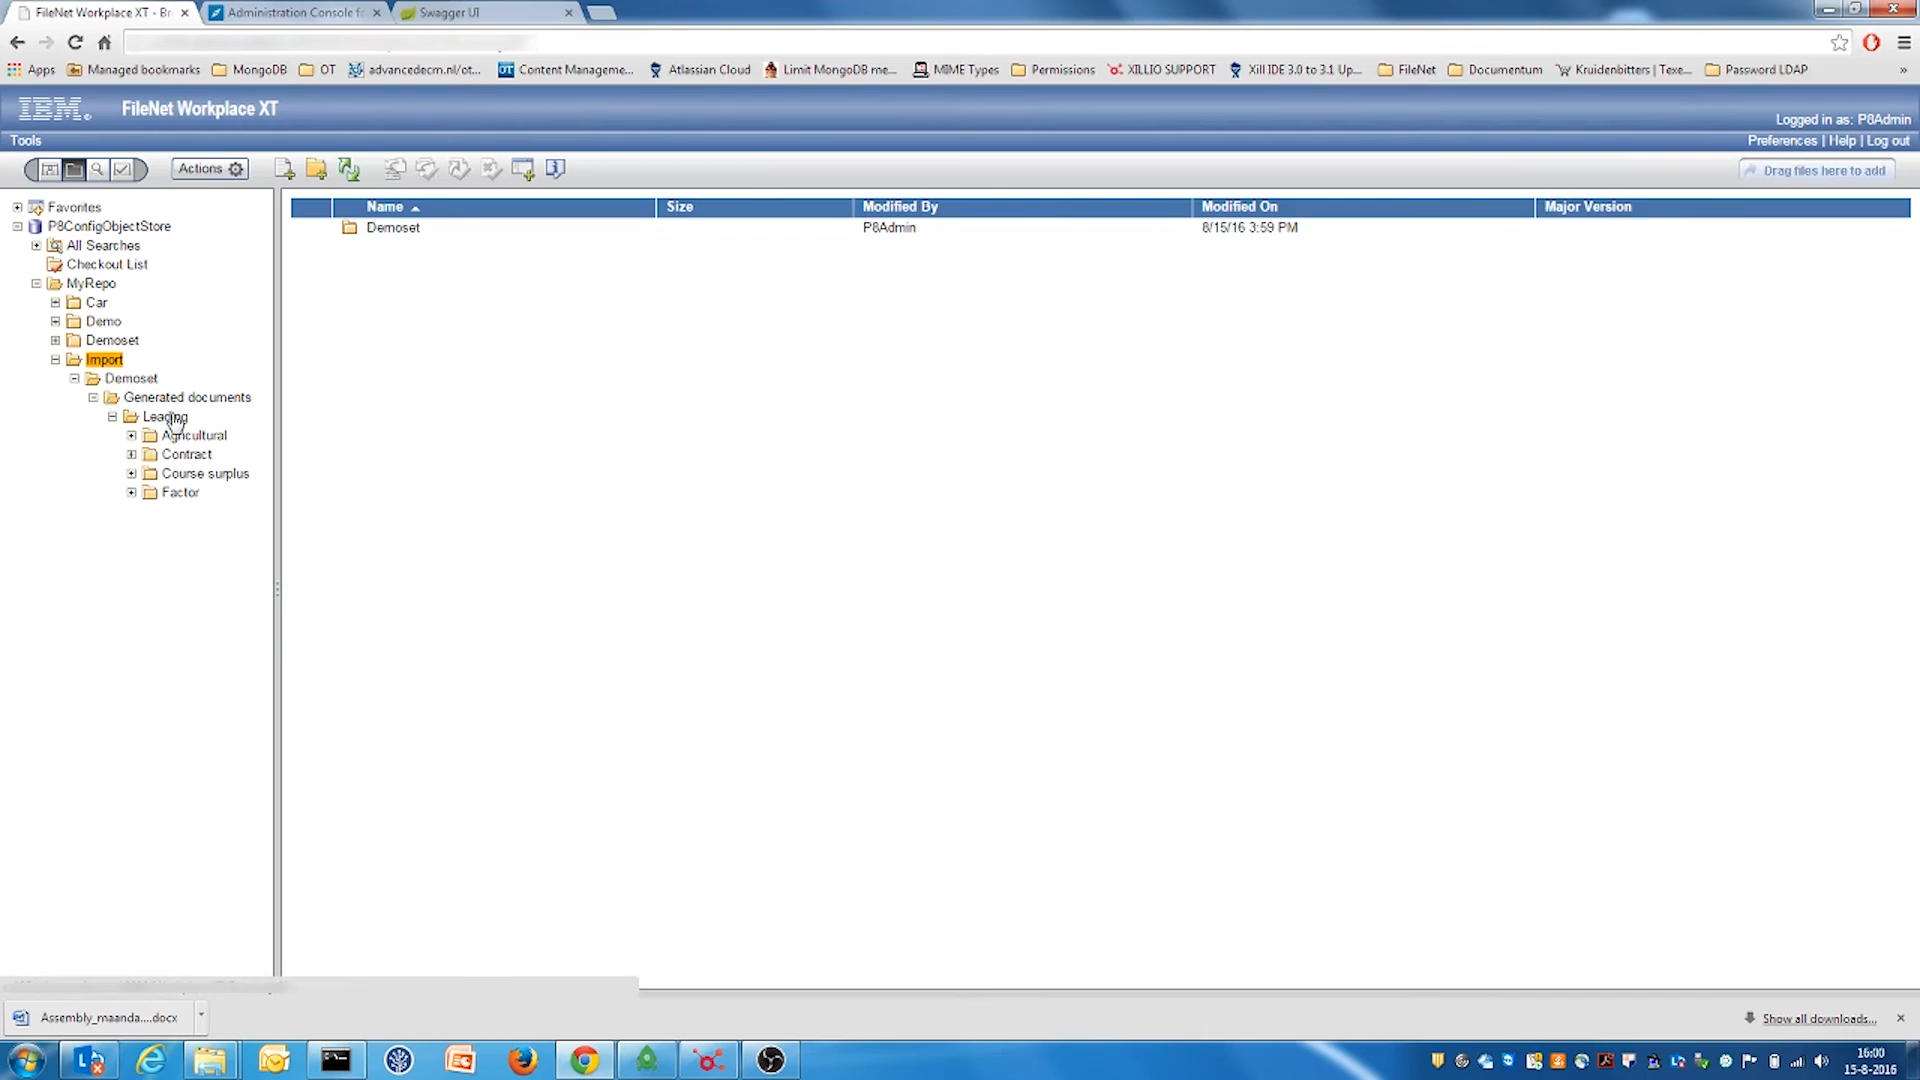 FileNet Workplace XT - Br
Administration Console fo
Swagger UI
Apps
Managed bookmarks
MongoDB
OT
advancedecm.nl/ot...
Content Manageme...
Atlassian Cloud
Limit MongoDB me...
MIME Types
Permissions
XILLIO SUPPORT
Xill IDE 3.0 to 3.1 Up...
FileNet
Documentum
Kruidenbitters | Texe...
Password LDAP
»
IBM.
FileNet Workplace XT
Logged in as: P8Admin
Tools
Preferences | Help | Log out
Actions
Drag files here to add
Favorites
P8ConfigObjectStore
All Searches
Checkout List
MyRepo
Car
Demo
Demoset
Import
Demoset
Generated documents
Leading
Agricultural
Contract
Course surplus
Factor
Name Size Modified By Modified On Major Version
Demoset P8Admin 8/15/16 3:59 PM
Assembly_maanda....docx
Show all downloads...
16:00
15-8-2016